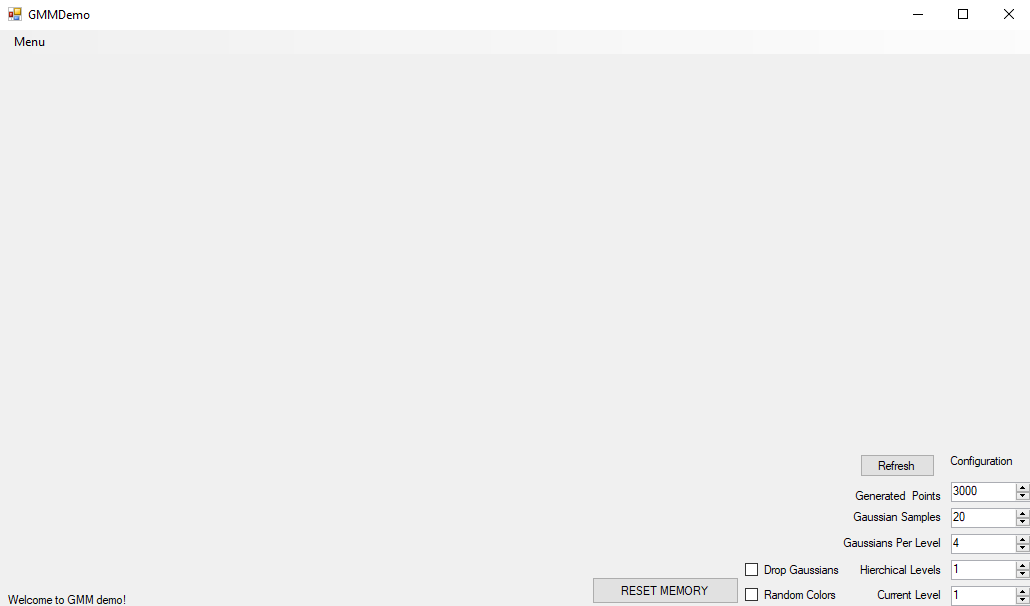 GMMDemo
Menu
Refresh Configuration
Generated Points 3000
Gaussian Samples 20
Gaussians Per Level 4
Drop Gaussians Hierchical Levels 1
RESET MEMORY Random Colors Current Level 1
Welcome to GMM demo!